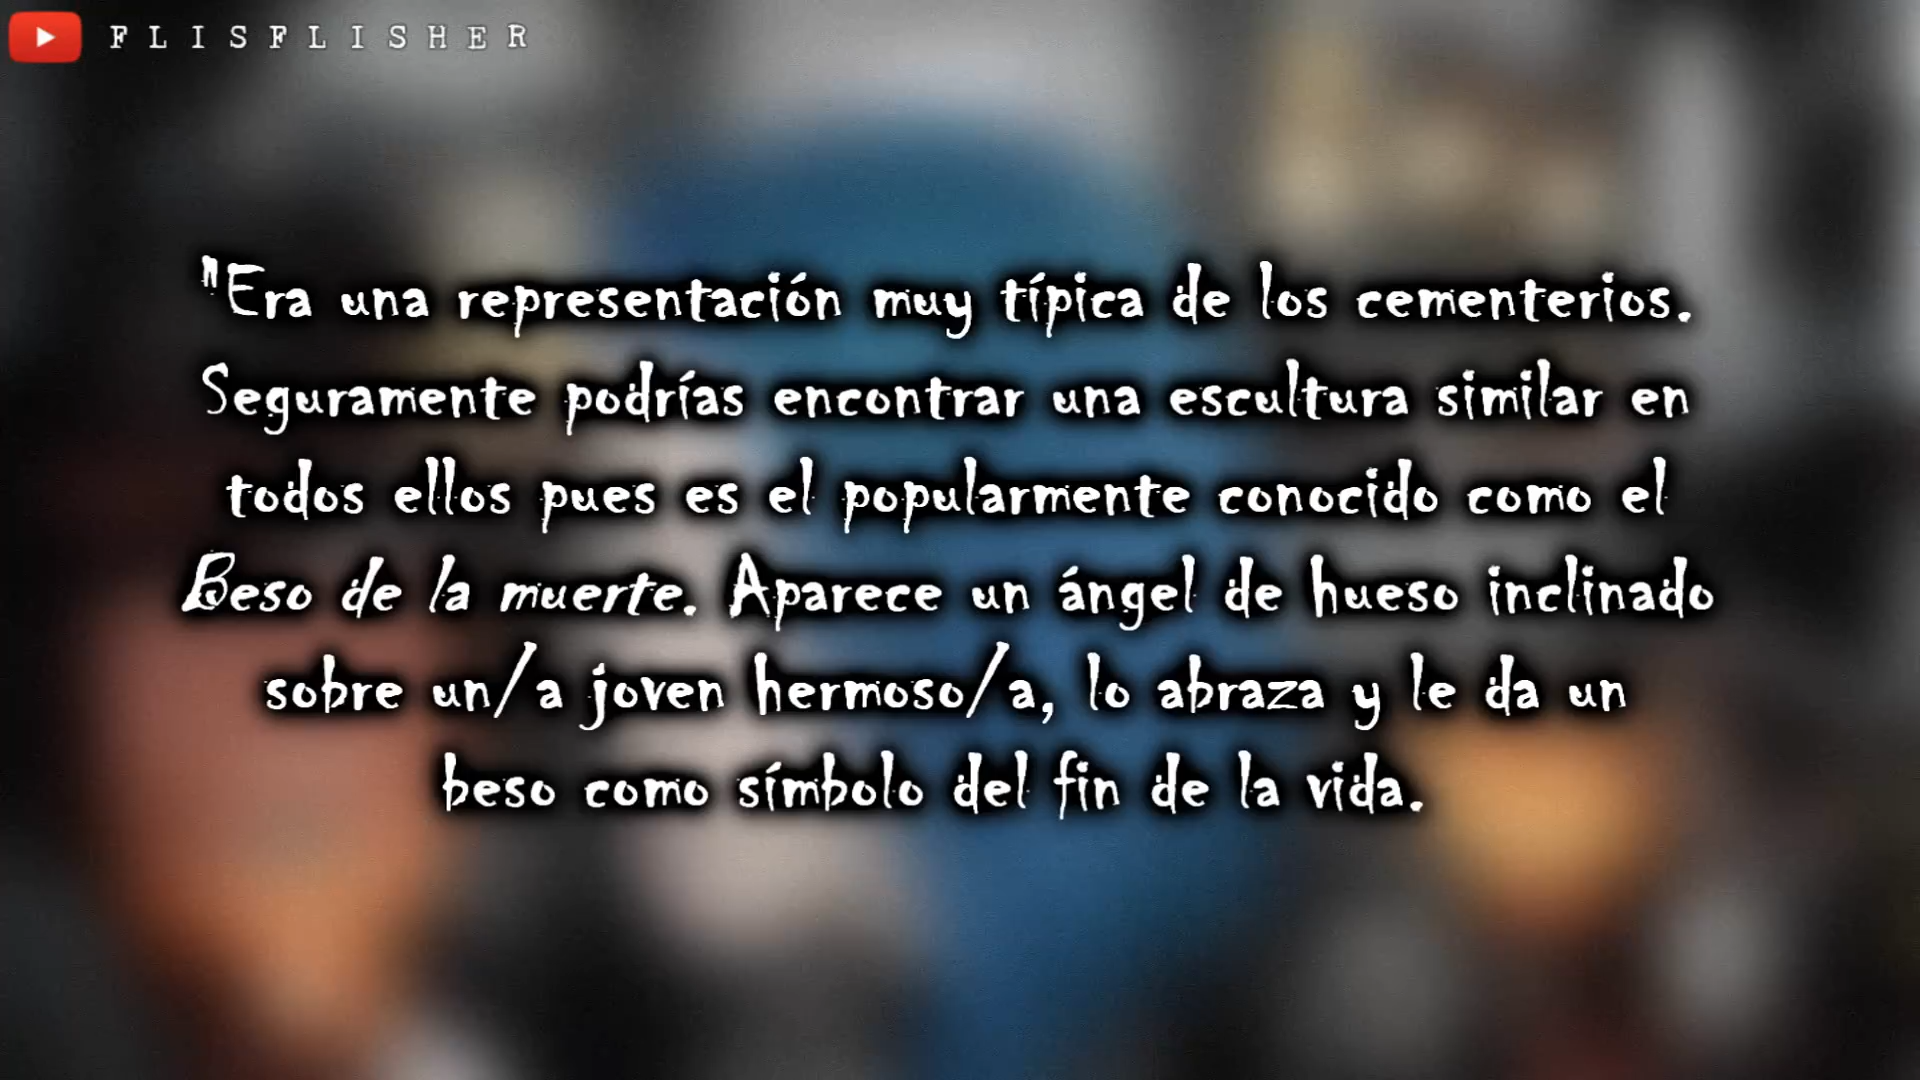 FLISFLISHER
"Era una representación muy típica de los cementerios.
Seguramente podrías encontrar una escultura similar en
todos ellos pues es el popularmente conocido como el
Beso de la muerte. Aparece un ángel de hueso inclinado
sobre un/a joven hermoso/a, lo abraza y le da un
beso como símbolo del fin de la vida.